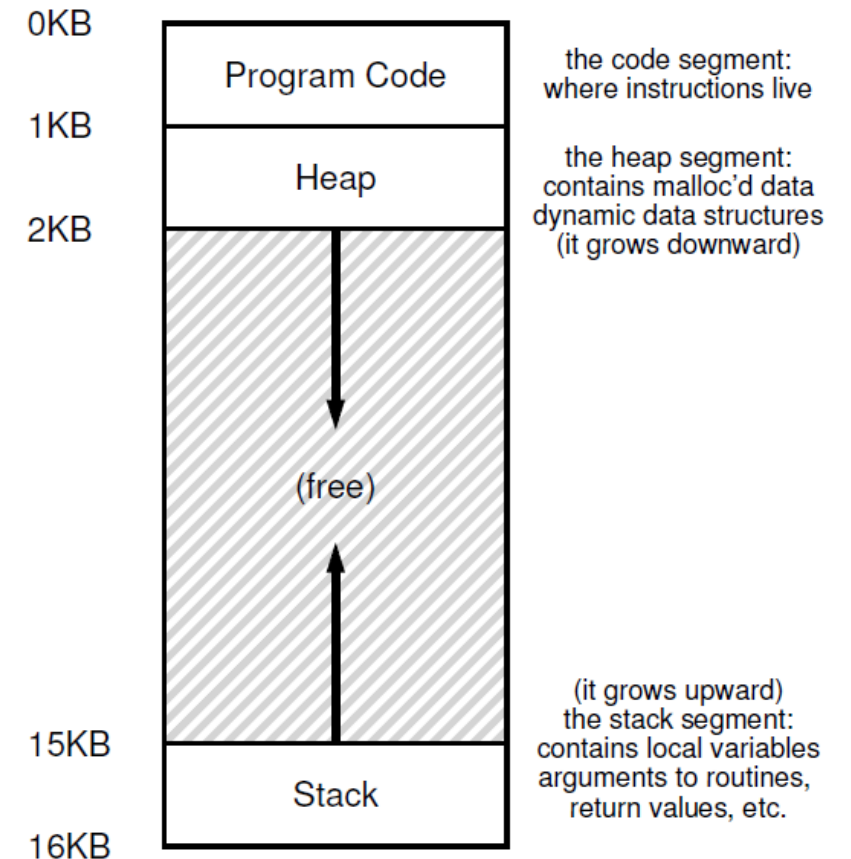 0KB
Program Code
the code segment:
where instructions live
1KB
Heap
the heap segment:
contains malloc'd data
dynamic data structures
(it grows downward)
2KB
(free)
(it grows upward)
the stack segment:
contains local variables
arguments to routines,
return values, etc.
15KB
Stack
16KB